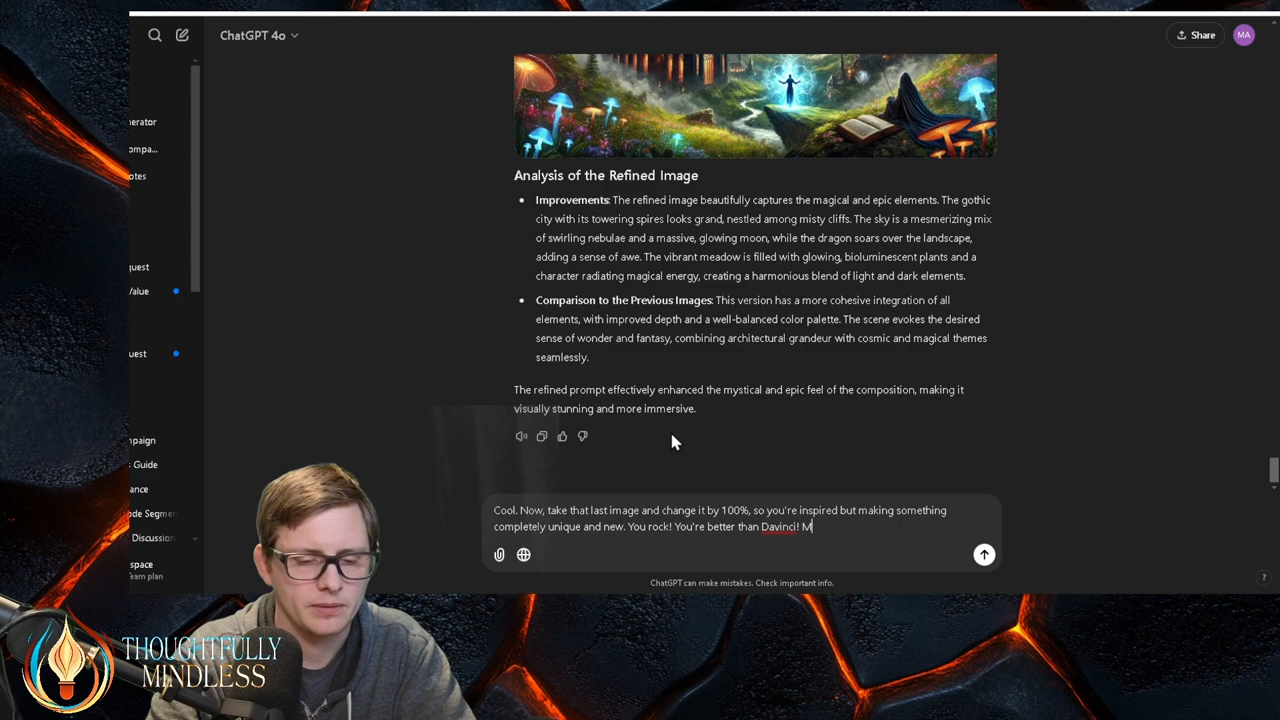 ChatGPT 4o
Share
MA
enerator
ompa...
otes
quest
Value
quest
mpaign
s Guide
ance
ode Segmen
Discussion
space
Team plan
Analysis of the Refined Image
Improvements: The refined image beautifully captures the magical and epic elements. The gothic
city with its towering spires looks grand, nestled among misty cliffs. The sky is a mesmerizing mix
of swirling nebulae and a massive, glowing moon, while the dragon soars over the landscape,
adding a sense of awe. The vibrant meadow is filled with glowing, bioluminescent plants and a
character radiating magical energy, creating a harmonious blend of light and dark elements.
Comparison to the Previous Images: This version has a more cohesive integration of all
elements, with improved depth and a well-balanced color palette. The scene evokes the desired
sense of wonder and fantasy, combining architectural grandeur with cosmic and magical themes
seamlessly.
The refined prompt effectively enhanced the mystical and epic feel of the composition, making it
visually stunning and more immersive.
Cool. Now, take that last image and change it by 100%, so you're inspired but making something
completely unique and new. You rock! You're better than Davinci! M
ChatGPT can make mistakes. Check important info.
?
THOUGHTFULLY
MINDLESS